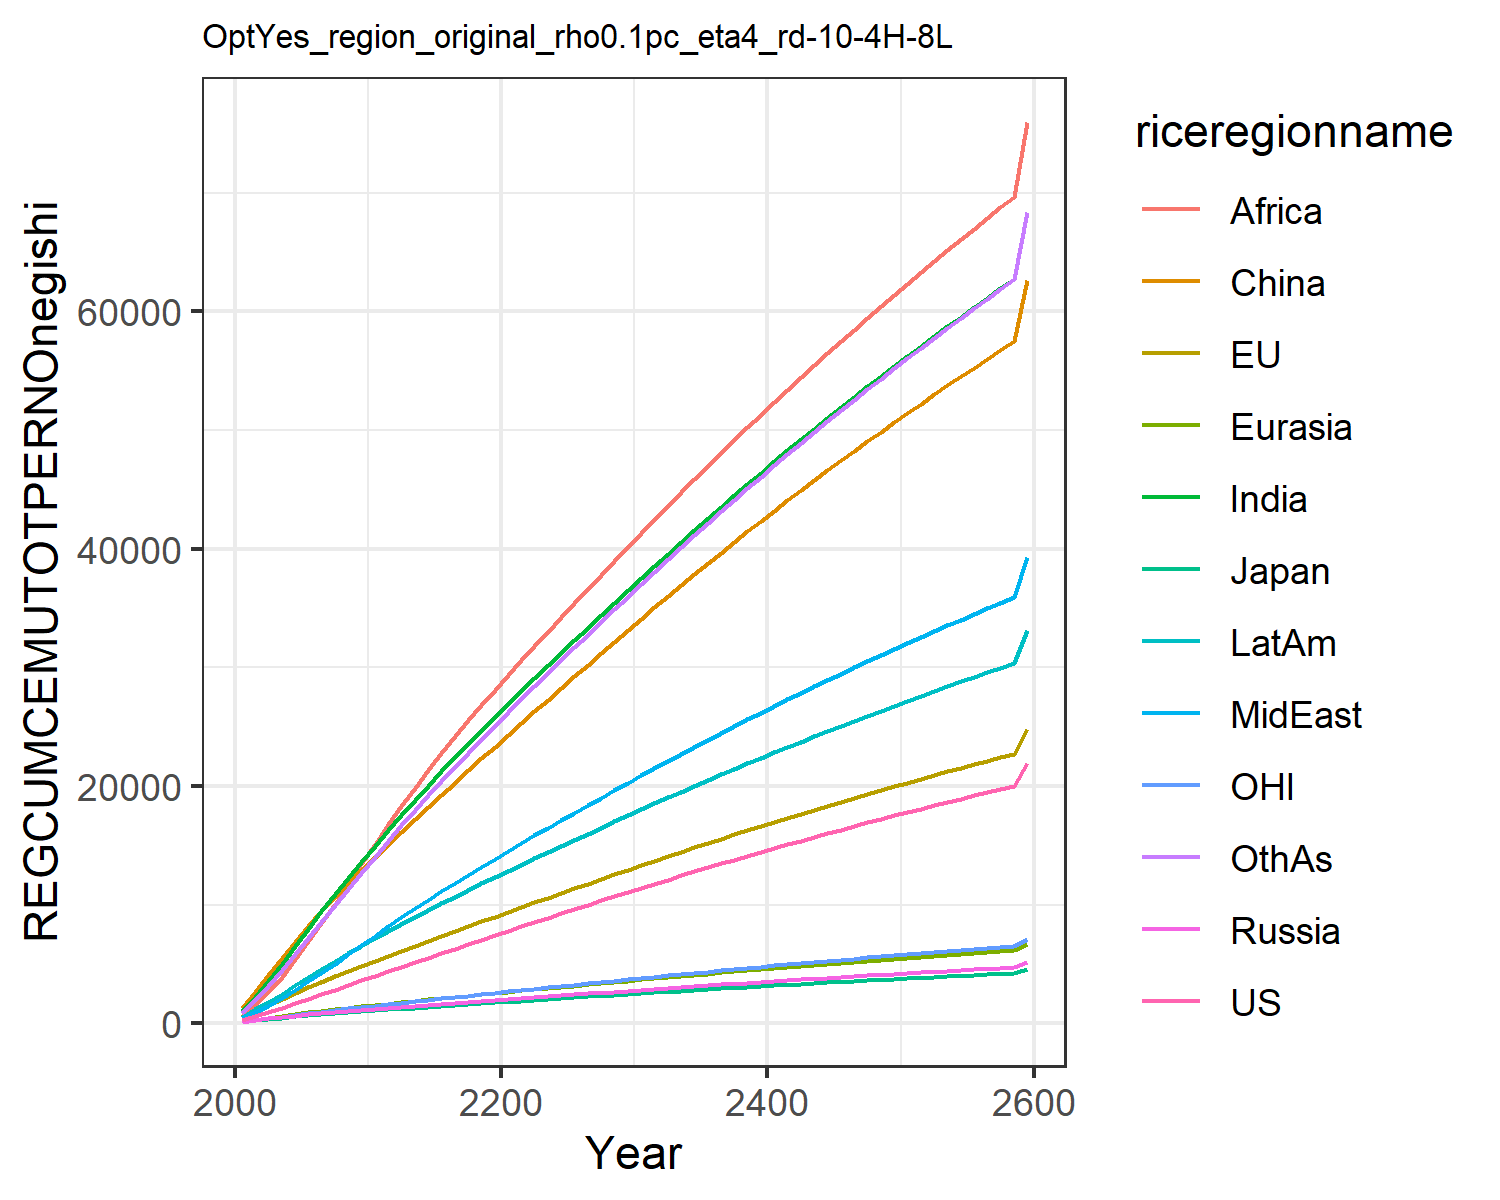 OptYes_region_original_rho0.1pc_eta4_rd-10-4H-8L
REGCUMCEMUTOTPERNOnegishi
60000
40000
20000
0
2000 2200 2400 2600
Year
riceregionname
Africa
China
EU
Eurasia
India
Japan
LatAm
MidEast
OHI
OthAs
Russia
US